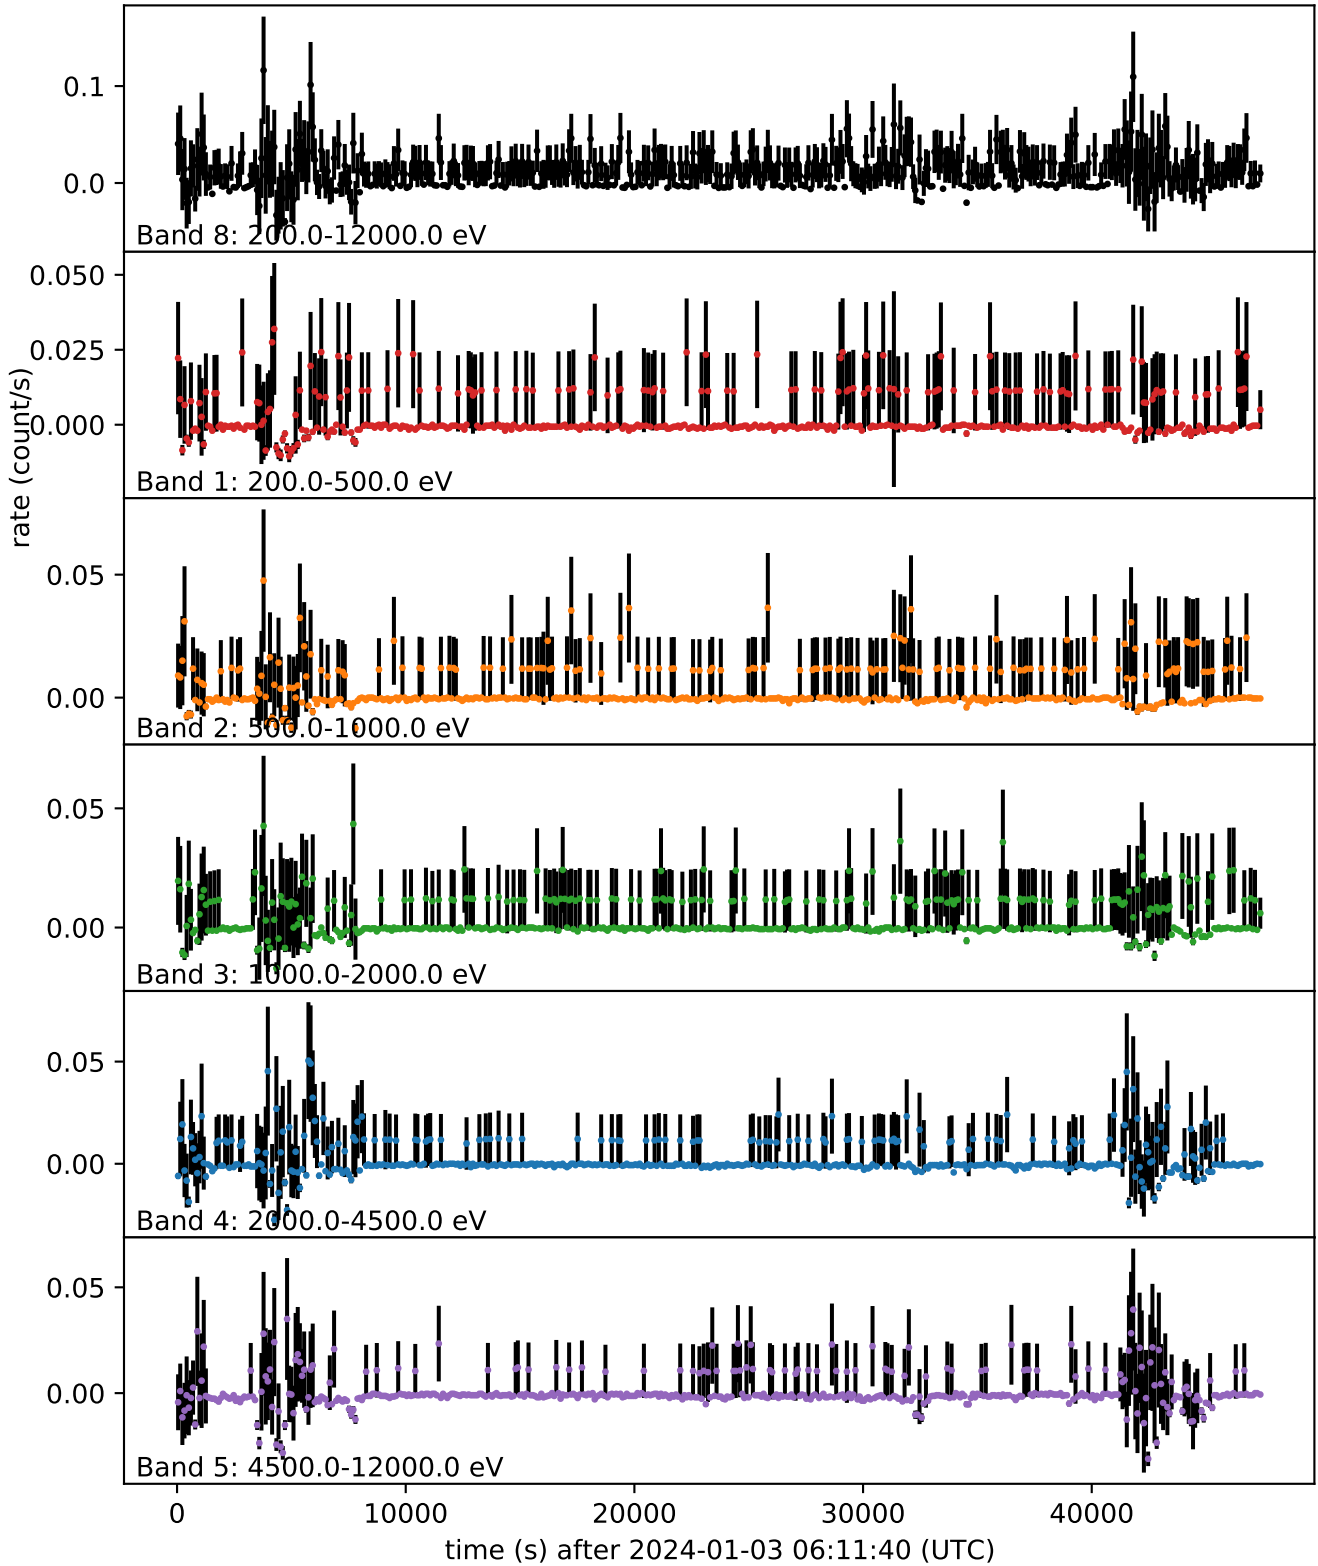 0.1
0.0
Band 8: 200.0-12000.0 eV
0.050
0.025
0.000
Band 1: 200.0-500.0 eV
rate (count/s)
0.05
0.00
Band 2: 500.0-1000.0 eV
0.05
0.00
Band 3: 1000.0-2000.0 eV
0.05
0.00
Band 4: 2000.0-4500.0 eV
0.05
0.00
Band 5: 4500.0-12000.0 eV
0 10000 20000 30000 40000
time (s) after 2024-01-03 06:11:40 (UTC)